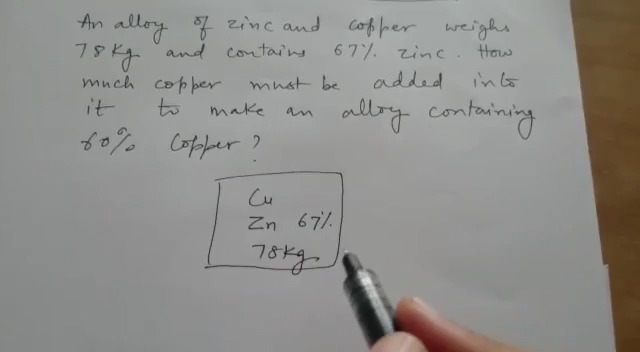 An alloy of zinc and copper weighs
78 Kg and contains 67% zinc. How
much copper must be added into
it to make an alloy containing
60% Copper?
Cu
Zn 67%
78Kg